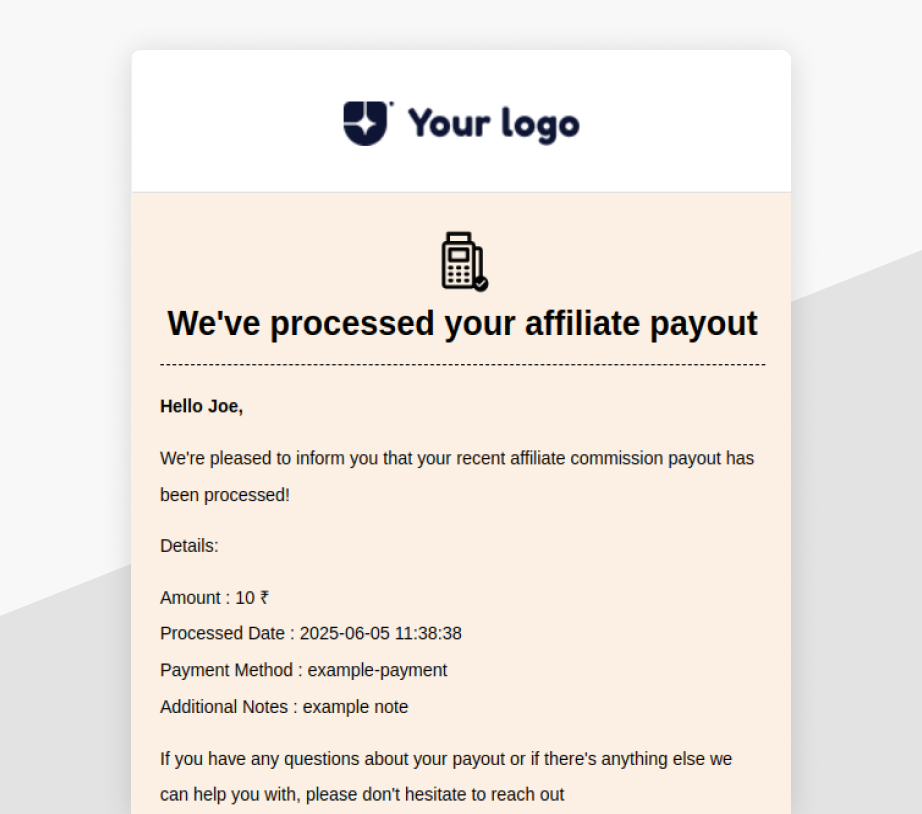 Your logo
We've processed your affiliate payout
Hello Joe,
We're pleased to inform you that your recent affiliate commission payout has
been processed!
Details:
Amount : 10 ₹
Processed Date : 2025-06-05 11:38:38
Payment Method : example-payment
Additional Notes : example note
If you have any questions about your payout or if there's anything else we
can help you with, please don't hesitate to reach out